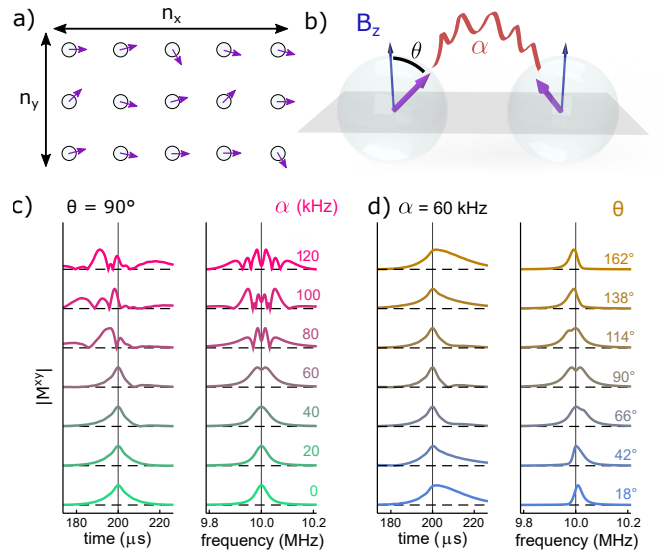 a)
n_x
n_y
b)
B_z
θ
α
c)
θ = 90°
α (kHz)
120
100
80
60
40
20
0
|M^xy|
180
200
220
time (μs)
9.8
10.0
10.2
frequency (MHz)
d)
α = 60 kHz
θ
162°
138°
114°
90°
66°
42°
18°
180
200
220
time (μs)
9.8
10.0
10.2
frequency (MHz)